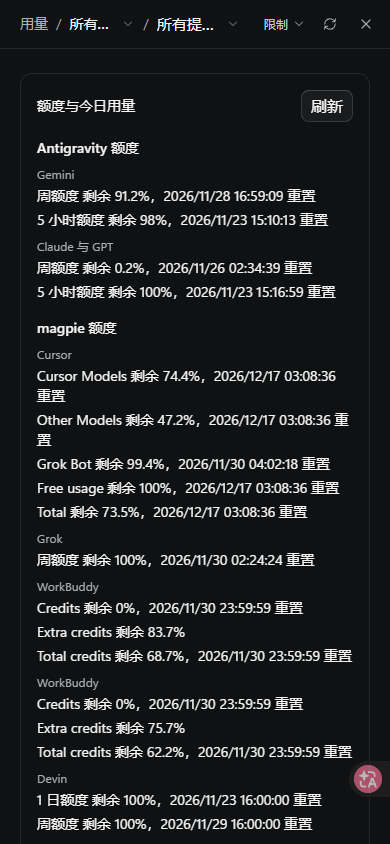 用量 / 所有... / 所有提... 限制
额度与今日用量 刷新
Antigravity 额度
Gemini
周额度 剩余 91.2%，2026/11/28 16:59:09 重置
5 小时额度 剩余 98%，2026/11/23 15:10:13 重置
Claude 与 GPT
周额度 剩余 0.2%，2026/11/26 02:34:39 重置
5 小时额度 剩余 100%，2026/11/23 15:16:59 重置
magpie 额度
Cursor
Cursor Models 剩余 74.4%，2026/12/17 03:08:36
重置
Other Models 剩余 47.2%，2026/12/17 03:08:36 重
置
Grok Bot 剩余 99.4%，2026/11/30 04:02:18 重置
Free usage 剩余 100%，2026/12/17 03:08:36 重置
Total 剩余 73.5%，2026/12/17 03:08:36 重置
Grok
周额度 剩余 100%，2026/11/30 02:24:24 重置
WorkBuddy
Credits 剩余 0%，2026/11/30 23:59:59 重置
Extra credits 剩余 83.7%
Total credits 剩余 68.7%，2026/11/30 23:59:59 重置
WorkBuddy
Credits 剩余 0%，2026/11/30 23:59:59 重置
Extra credits 剩余 75.7%
Total credits 剩余 62.2%，2026/11/30 23:59:59 重置
Devin
1 日额度 剩余 100%，2026/11/23 16:00:00 重置
周额度 剩余 100%，2026/11/29 16:00:00 重置